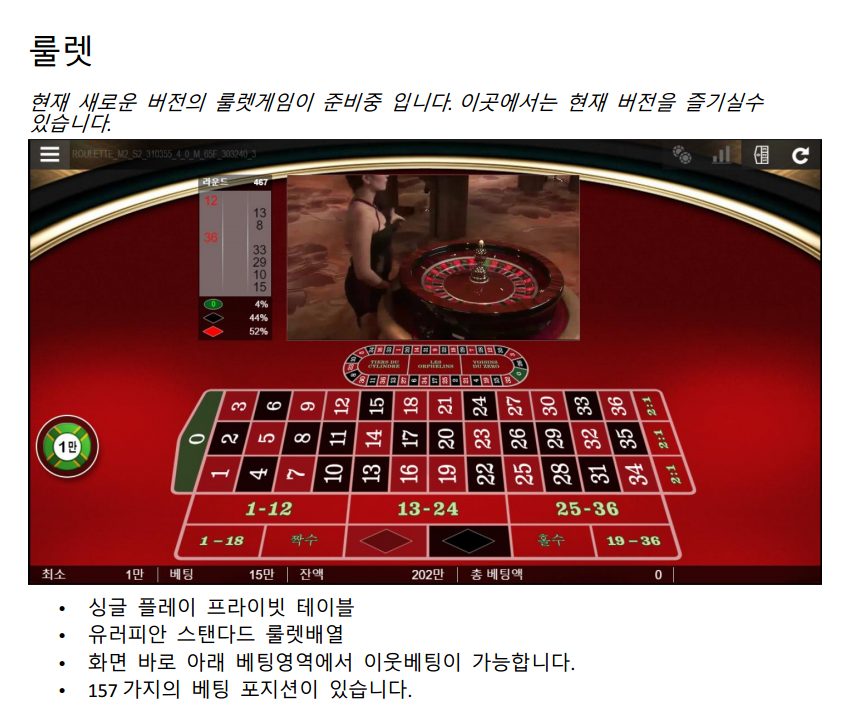 룰렛
현재 새로운 버전의 룰렛게임이 준비중 입니다. 이곳에서는 현재 버전을 즐기실수
있습니다.
ROULETTE_M2_S2_310355_4_0_M_65F_303240_3
라운드 467
12
13
8
36
33
29
10
15
0 4%
44%
52%
TIERS DU CYLINDRE LES ORPHELINS VOISINS DU ZERO
3 6 9 12 15 18 21 24 27 30 33 36 2:1
0 2 5 8 11 14 17 20 23 26 29 32 35 2:1
1 4 7 10 13 16 19 22 25 28 31 34 2:1
1만
1-12 13-24 25-36
1-18 짝수 홀수 19-36
최소 1만 베팅 15만 잔액 202만 총 베팅액 0
• 싱글 플레이 프라이빗 테이블
• 유러피안 스탠다드 룰렛배열
• 화면 바로 아래 베팅영역에서 이웃베팅이 가능합니다.
• 157 가지의 베팅 포지션이 있습니다.